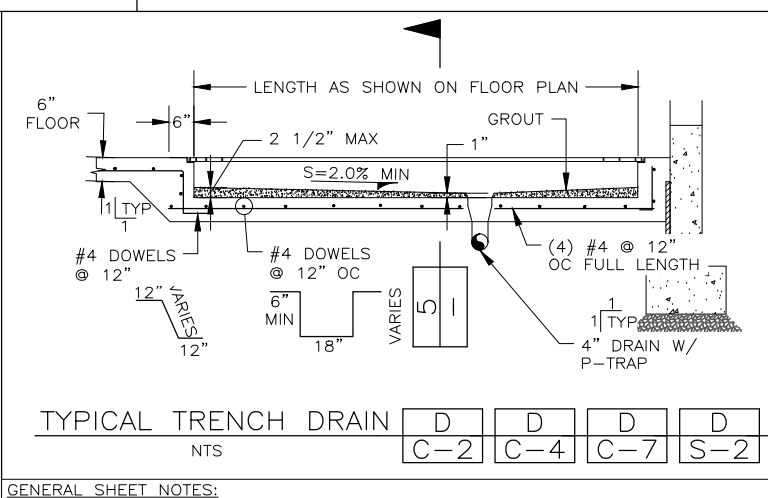 LENGTH AS SHOWN ON FLOOR PLAN
6"
FLOOR
6"
2 1/2" MAX
GROUT
1"
S=2.0% MIN
1
TYP
1
#4 DOWELS
@ 12"
#4 DOWELS
@ 12" OC
(4) #4 @ 12"
OC FULL LENGTH
12"
VARIES
12"
6"
MIN
18"
VARIES
5
—
1
1
TYP
4" DRAIN W/
P-TRAP
TYPICAL TRENCH DRAIN
NTS
D
C-2
D
C-4
D
C-7
D
S-2
GENERAL SHEET NOTES: